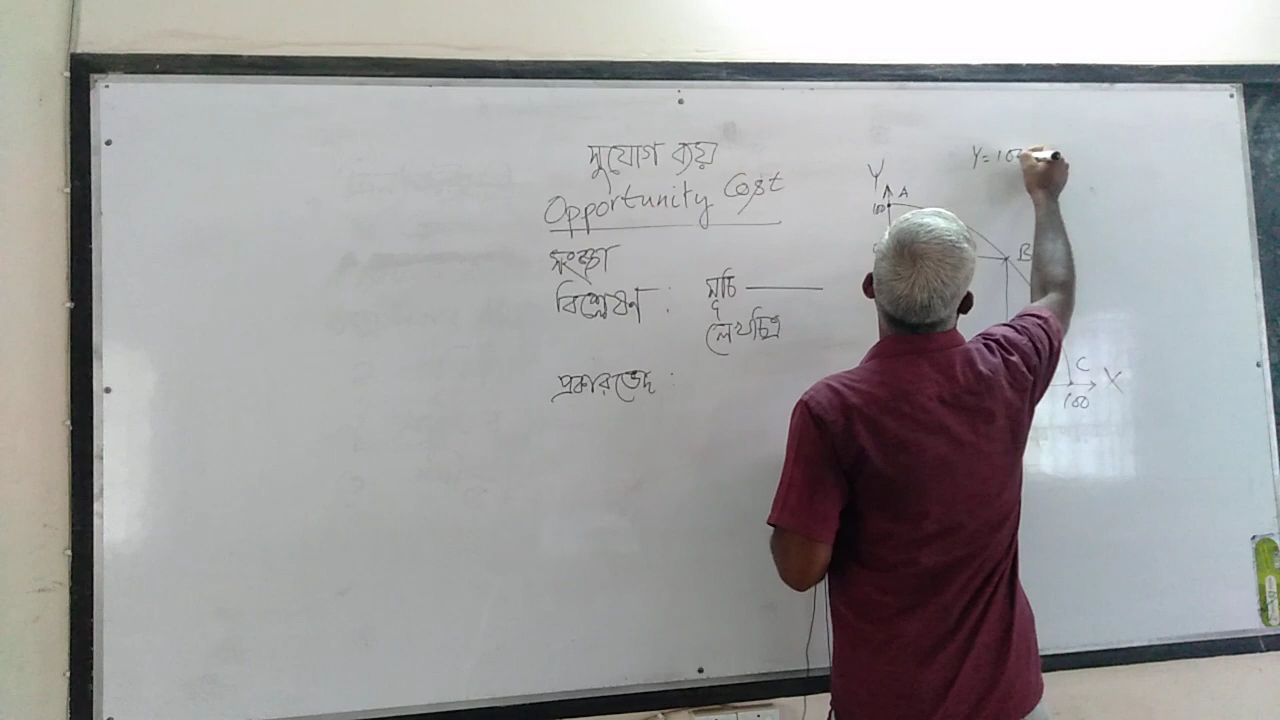 সুযোগ ব্যয়
Opportunity Cost
সংজ্ঞা
বিশ্লেষণ : সূচি
লেখচিত্র
প্রকারভেদ :
Y = 100
Y
A
100
B
C
X
100